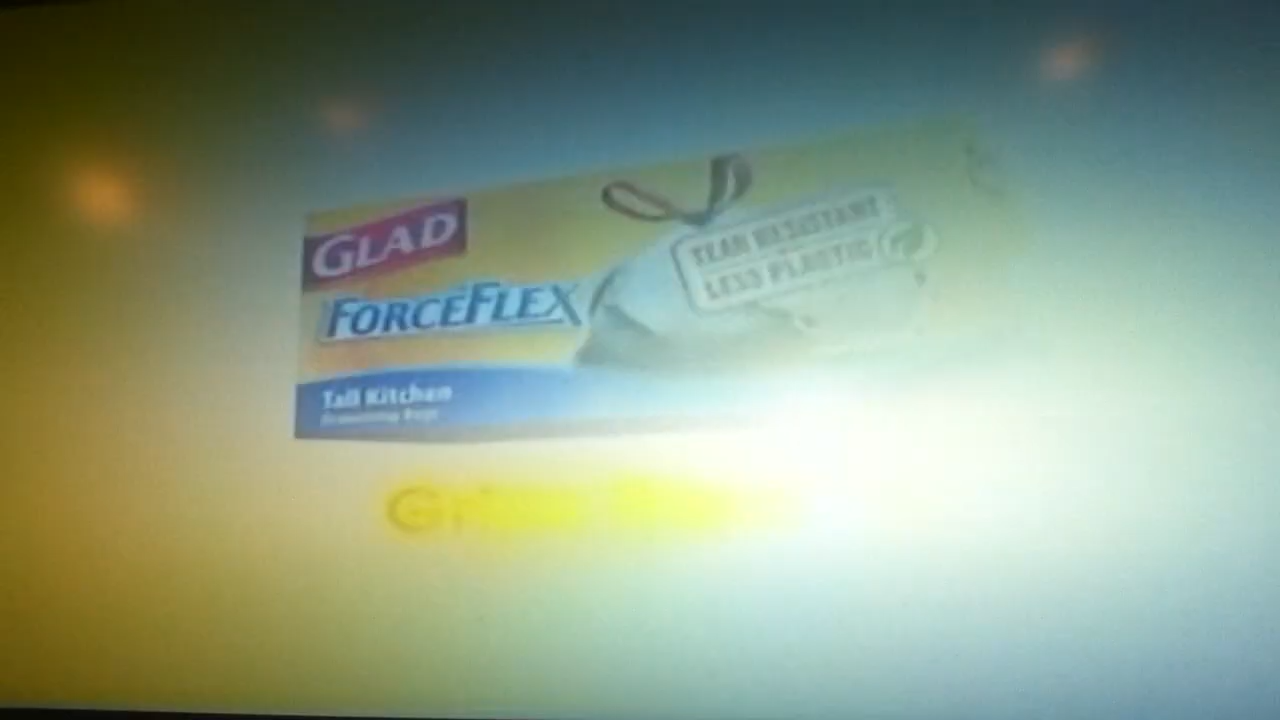 GLAD
FORCEFLEX
TEAR RESISTANT
LESS PLASTIC
Tall Kitchen